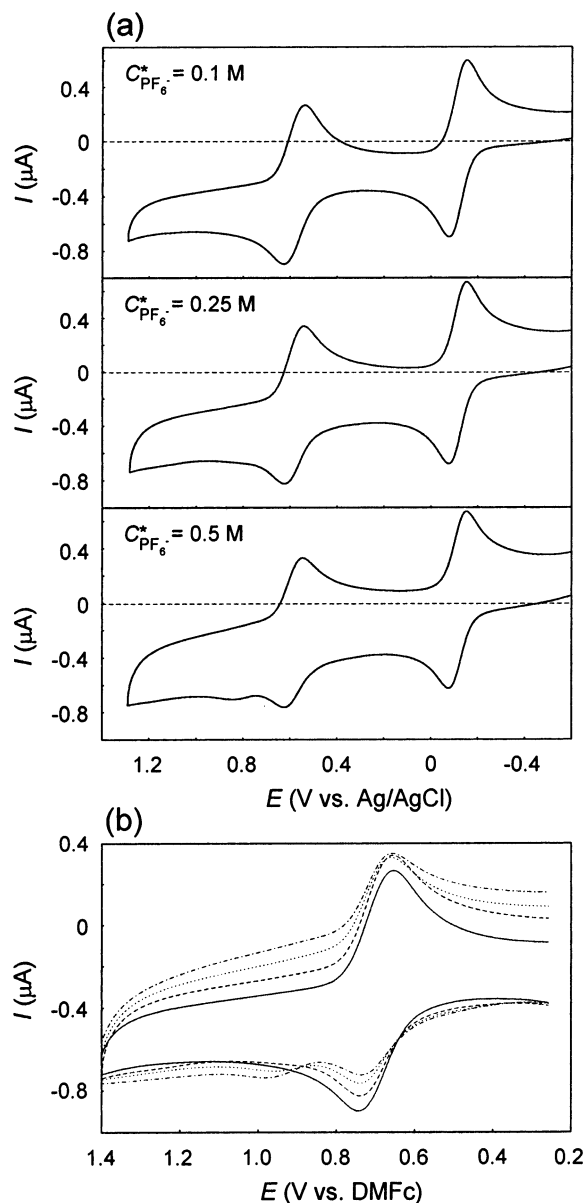 (a)
C*PF6- = 0.1 M
0.4
0
-0.4
-0.8
I (μA)
C*PF6- = 0.25 M
0.4
0
-0.4
-0.8
I (μA)
C*PF6- = 0.5 M
0.4
0
-0.4
-0.8
I (μA)
1.2 0.8 0.4 0 -0.4
E (V vs. Ag/AgCl)
(b)
0.4
0
-0.4
-0.8
I (μA)
1.4 1.2 1.0 0.8 0.6 0.4 0.2
E (V vs. DMFc)